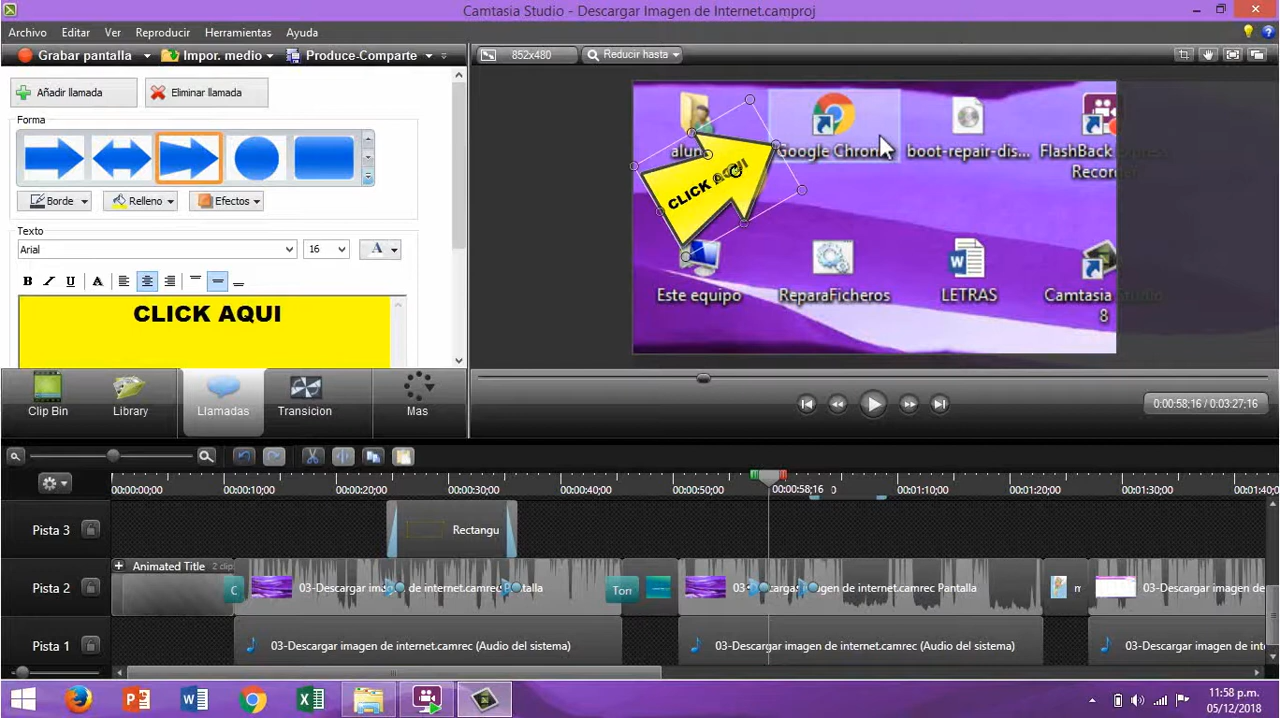 Camtasia Studio - Descargar Imagen de Internet.camproj
Archivo Editar Ver Reproducir Herramientas Ayuda
Grabar pantalla Impor. medio Produce-Comparte
852x480 Reducir hasta
Añadir llamada Eliminar llamada
Forma
Borde Relleno Efectos
Texto
Arial 16 A
B I U A
CLICK AQUI
Google Chrom
boot-repair-dis...
FlashBack Express
Recorder
CLICK AQUI
Este equipo
ReparaFicheros
LETRAS
Camtasia Studio
8
Clip Bin Library Llamadas Transicion Mas
0:00:58;16 / 0:03:27;16
00:00:00;00 00:00:10;00 00:00:20;00 00:00:30;00 00:00:40;00 00:00:50;00 00:00:58;16 00:01:10;00 00:01:20;00 00:01:30;00 00:01:40;0
Pista 3 Rectangu
Pista 2 Animated Title 2 clip C 03-Descargar imagen de internet.camrec Pantalla Ton 03-Descargar imagen de internet.camrec Pantalla 03-Descargar imagen de
Pista 1 03-Descargar imagen de internet.camrec (Audio del sistema) 03-Descargar imagen de internet.camrec (Audio del sistema) 03-Descargar imagen de int
11:58 p.m.
05/12/2018